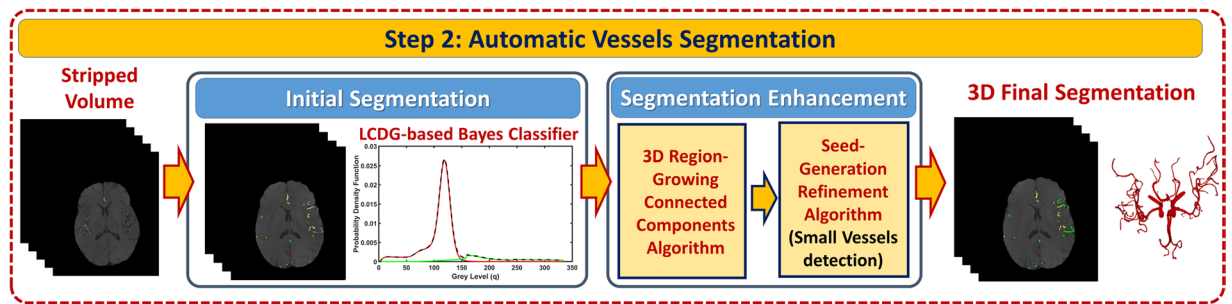 Step 2: Automatic Vessels Segmentation
Stripped
Volume
Initial Segmentation
LCDG-based Bayes Classifier
Probability Density Function
0.03
0.025
0.02
0.015
0.01
0.005
0
0 50 100 150 200 250 300 350
Grey Level (q)
Segmentation Enhancement
3D Region-
Growing
Connected
Components
Algorithm
Seed-
Generation
Refinement
Algorithm
(Small Vessels
detection)
3D Final Segmentation